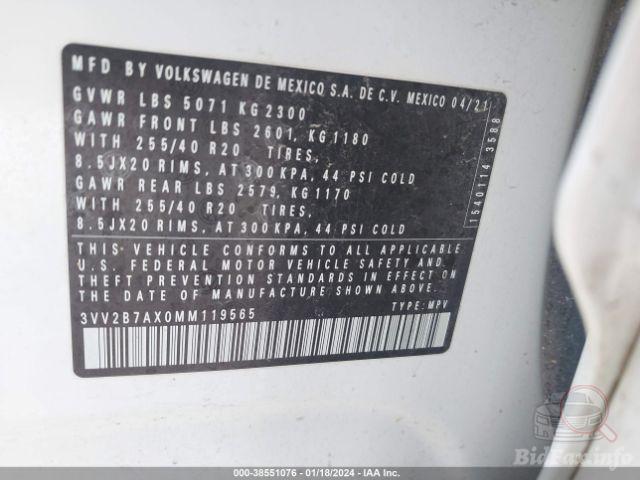 MFD BY VOLKSWAGEN DE MEXICO S.A. DE C.V. MEXICO 04/21
GVWR LBS 5071 KG 2300
GAWR FRONT LBS 2601, KG 1180
WITH 255/40 R20 TIRES,
8.5JX20 RIMS, AT 300 KPA, 44 PSI COLD
GAWR REAR LBS 2579, KG 1170
WITH 255/40 R20 TIRES,
8.5JX20 RIMS, AT 300 KPA, 44 PSI COLD
1540114 3588
THIS VEHICLE CONFORMS TO ALL APPLICABLE
U.S. FEDERAL MOTOR VEHICLE SAFETY AND
THEFT PREVENTION STANDARDS IN EFFECT ON
THE DATE OF MANUFACTURE SHOWN ABOVE.
3VV2B7AX0MM119565 TYPE: MPV
BidFax.info
000-38551076 - 01/18/2024 - IAA Inc.